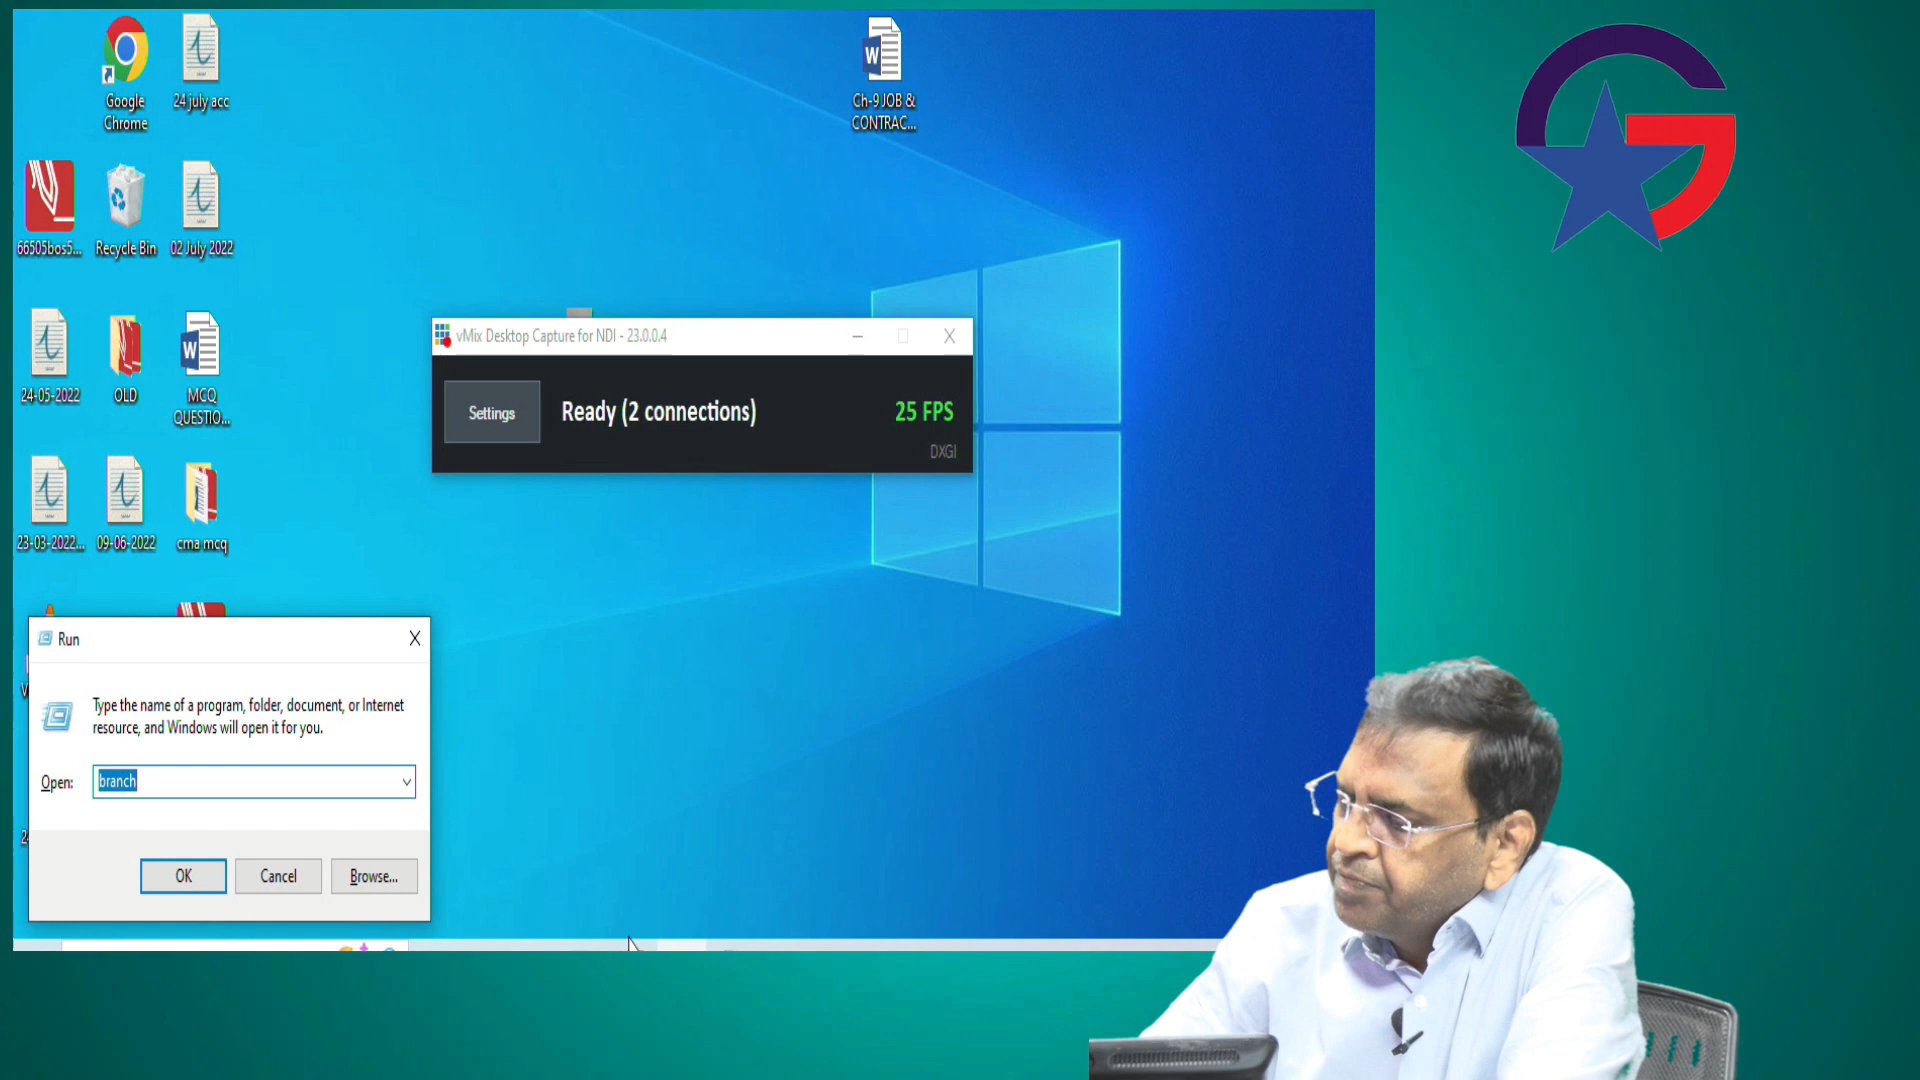 Google
Chrome
24 july acc
Ch-9 JOB &
CONTRAC...
66505bos5...
Recycle Bin
02 July 2022
24-05-2022
OLD
MCQ
QUESTIO...
23-03-2022...
09-06-2022
cma mcq
vMix Desktop Capture for NDI - 23.0.0.4
Settings
Ready (2 connections)
25 FPS
DXGI
Run
Type the name of a program, folder, document, or Internet
resource, and Windows will open it for you.
Open:
branch
OK
Cancel
Browse...